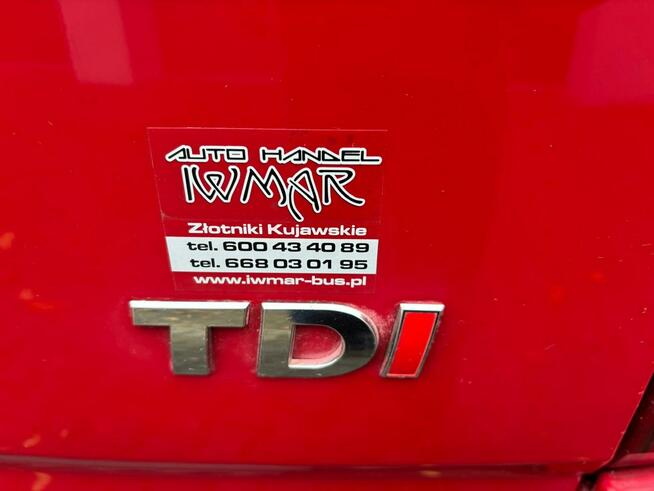 AUTO HANDEL
IWMAR
Złotniki Kujawskie
tel. 600 43 40 89
tel. 668 03 01 95
www.iwmar-bus.pl
TDI